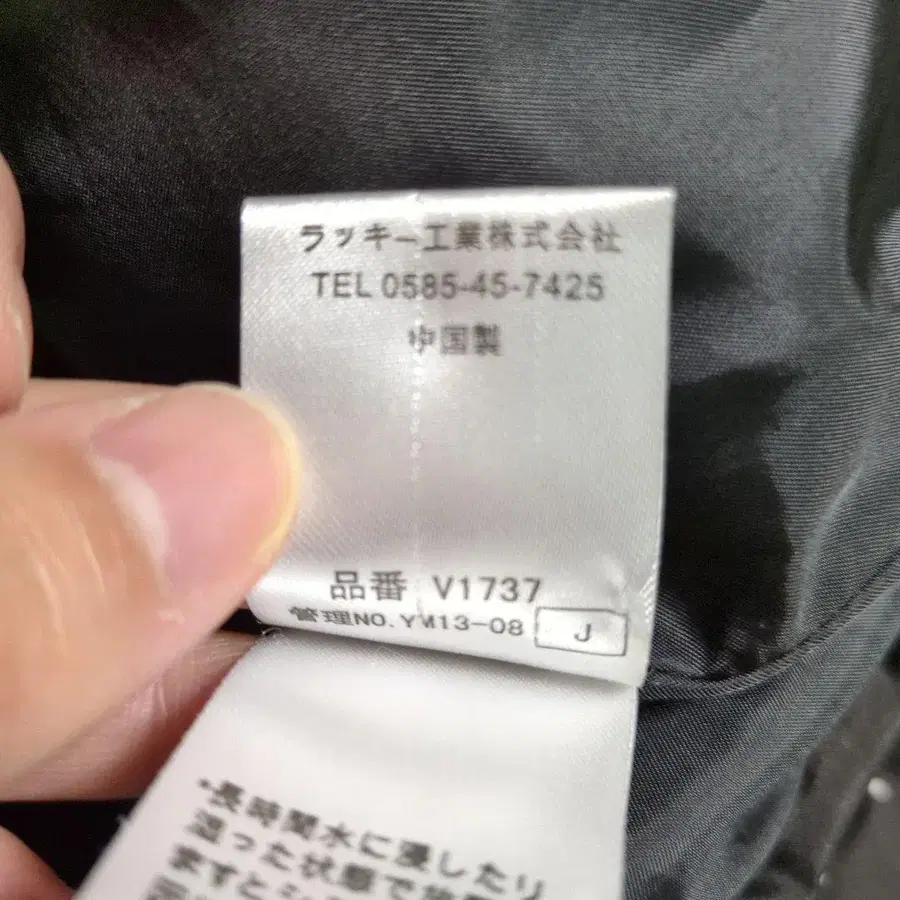 ラッキー工業株式会社
TEL 0585-45-7425
中国製
品番 V1737
管理NO.YM13-08 J
・長時間水に浸したり
湿った状態で
ますと